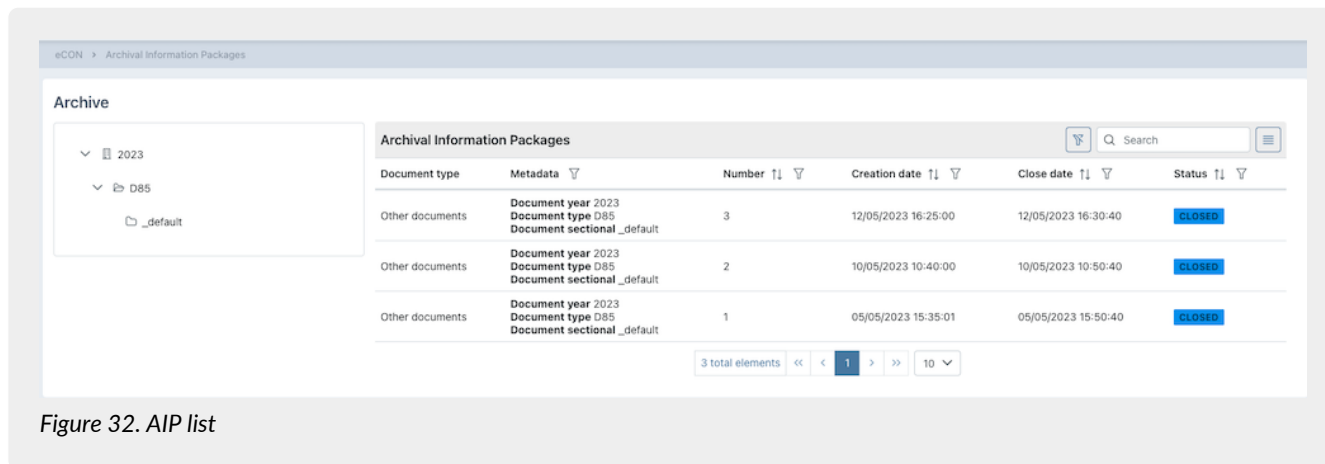 eCON > Archival Information Packages
Archive
2023
D85
_default
Archival Information Packages
Search
Document type Metadata Number Creation date Close date Status
Other documents Document year 2023 3 12/05/2023 16:25:00 12/05/2023 16:30:40 CLOSED
Document type D85
Document sectional _default
Other documents Document year 2023 2 10/05/2023 10:40:00 10/05/2023 10:50:40 CLOSED
Document type D85
Document sectional _default
Other documents Document year 2023 1 05/05/2023 15:35:01 05/05/2023 15:50:40 CLOSED
Document type D85
Document sectional _default
3 total elements << < 1 > >> 10
Figure 32. AIP list